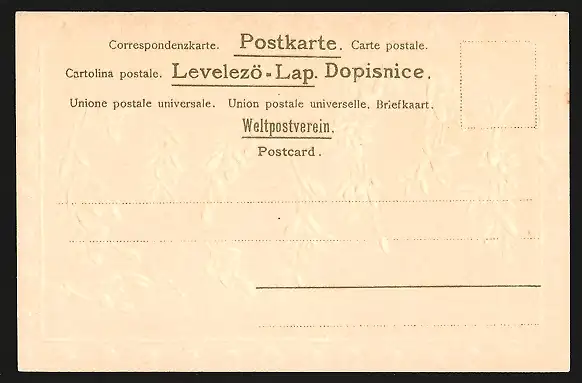 Correspondenzkarte. Postkarte. Carte postale.
Cartolina postale. Levelezö-Lap. Dopisnice.
Unione postale universale. Union postale universelle. Briefkaart.
Weltpostverein.
Postcard.